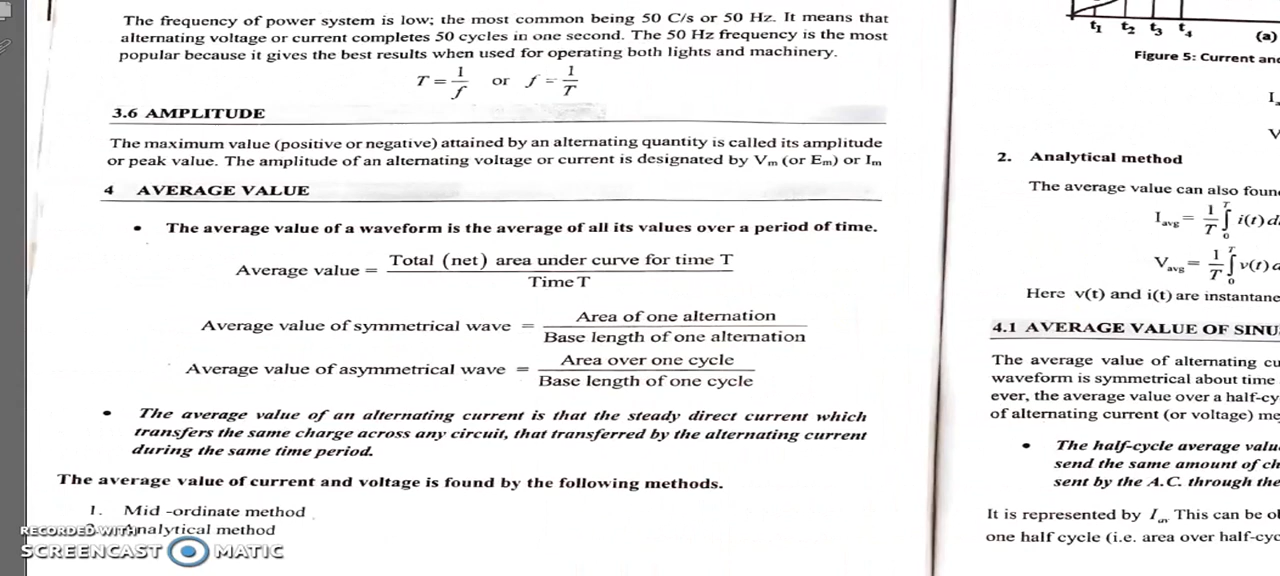 The frequency of power system is low; the most common being 50 C/s or 50 Hz. It means that
alternating voltage or current completes 50 cycles in one second. The 50 Hz frequency is the most
popular because it gives the best results when used for operating both lights and machinery.
T = 1/f or f = 1/T
3.6 AMPLITUDE
The maximum value (positive or negative) attained by an alternating quantity is called its amplitude
or peak value. The amplitude of an alternating voltage or current is designated by Vm (or Em) or Im
4 AVERAGE VALUE
• The average value of a waveform is the average of all its values over a period of time.
Average value = Total (net) area under curve for time T / Time T
Average value of symmetrical wave = Area of one alternation / Base length of one alternation
Average value of asymmetrical wave = Area over one cycle / Base length of one cycle
• The average value of an alternating current is that the steady direct current which
transfers the same charge across any circuit, that transferred by the alternating current
during the same time period.
The average value of current and voltage is found by the following methods.
1. Mid -ordinate method
Analytical method
RECORDED WITH
SCREENCAST MATIC
t1 t2 t3 t4
(a)
Figure 5: Current and
2. Analytical method
The average value can also foun
Iavg = 1/T ∫0T i(t) d
Vavg = 1/T ∫0T v(t)
Here v(t) and i(t) are instantane
4.1 AVERAGE VALUE OF SINU
The average value of alternating cu
waveform is symmetrical about time
ever, the average value over a half-cy
of alternating current (or voltage) me
• The half-cycle average valu
send the same amount of ch
sent by the A.C. through the
It is represented by Iav. This can be o
one half cycle (i.e. area over half-cyc